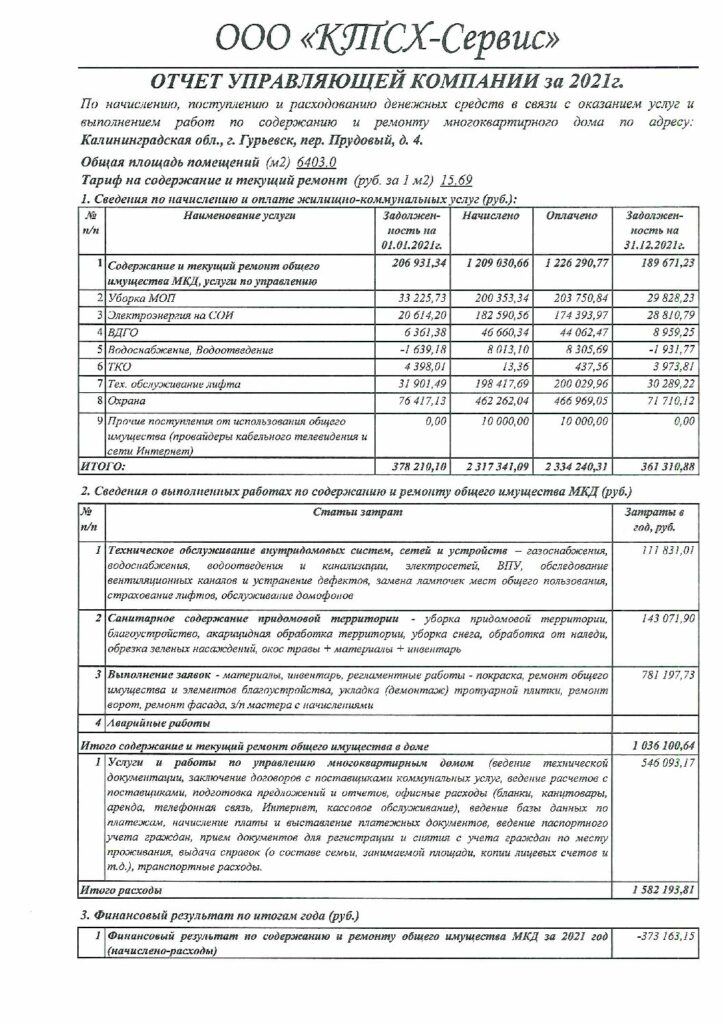 ООО «КТСХ-Сервис»
ОТЧЕТ УПРАВЛЯЮЩЕЙ КОМПАНИИ за 2021г.
По начислению, поступлению и расходованию денежных средств в связи с оказанием услуг и
выполнением работ по содержанию и ремонту многоквартирного дома по адресу:
Калининградская обл., г. Гурьевск, пер. Прудовый, д. 4.
Общая площадь помещений (м2) 6403,0
Тариф на содержание и текущий ремонт (руб. за 1 м2) 15,69
1. Сведения по начислению и оплате жилищно-коммунальных услуг (руб.):
№ п/п Наименование услуги Задолжен-ность на 01.01.2021г. Начислено Оплачено Задолжен-ность на 31.12.2021г.
1 Содержание и текущий ремонт общего 206 931,34 1 209 030,66 1 226 290,77 189 671,23
имущества МКД, услуги по управлению
2 Уборка МОП 33 225,73 200 353,34 203 750,84 29 828,23
3 Электроэнергия на СОИ 20 614,20 182 590,56 174 393,97 28 810,79
4 ВДГО 6 361,38 46 660,34 44 062,47 8 959,25
5 Водоснабжение, Водоотведение -1 639,18 8 013,10 8 305,69 -1 931,77
6 ТКО 4 398,01 13,36 437,56 3 973,81
7 Тех. обслуживание лифта 31 901,49 198 417,69 200 029,96 30 289,22
8 Охрана 76 417,13 462 262,04 466 969,05 71 710,12
9 Прочие поступления от использования общего 0,00 10 000,00 10 000,00 0,00
имущества (провайдеры кабельного телевидения и
сети Интернет)
ИТОГО: 378 210,10 2 317 341,09 2 334 240,31 361 310,88
2. Сведения о выполненных работах по содержанию и ремонту общего имущества МКД (руб.)
№ п/п Статьи затрат Затраты в год, руб.
1 Техническое обслуживание внутридомовых систем, сетей и устройств – газоснабжения, 111 831,01
водоснабжения, водоотведения и канализации, электросетей, ВПУ, обследование
вентиляционных каналов и устранение дефектов, замена лампочек мест общего пользования,
страхование лифтов, обслуживание домофонов
2 Санитарное содержание придомовой территории - уборка придомовой территории, 143 071,90
благоустройство, акарицидная обработка территории, уборка снега, обработка от наледи,
обрезка зеленых насаждений, окос травы + материалы + инвентарь
3 Выполнение заявок - материалы, инвентарь, регламентные работы - покраска, ремонт общего 781 197,73
имущества и элементов благоустройства, укладка (демонтаж) тротуарной плитки, ремонт
ворот, ремонт фасада, з/п мастера с начислениями
4 Аварийные работы
Итого содержание и текущий ремонт общего имущества в доме 1 036 100,64
1 Услуги и работы по управлению многоквартирным домом (ведение технической 546 093,17
документации, заключение договоров с поставщиками коммунальных услуг, ведение расчетов с
поставщиками, подготовка предложений и отчетов, офисные расходы (бланки, канцтовары,
аренда, телефонная связь, Интернет, кассовое обслуживание), ведение базы данных по
платежам, начисление платы и выставление платежных документов, ведение паспортного
учета граждан, прием документов для регистрации и снятия с учета граждан по месту
проживания, выдача справок (о составе семьи, занимаемой площади, копии лицевых счетов и
т.д.), транспортные расходы.
Итого расходы 1 582 193,81
3. Финансовый результат по итогам года (руб.)
1 Финансовый результат по содержанию и ремонту общего имущества МКД за 2021 год -373 163,15
(начислено-расходы)